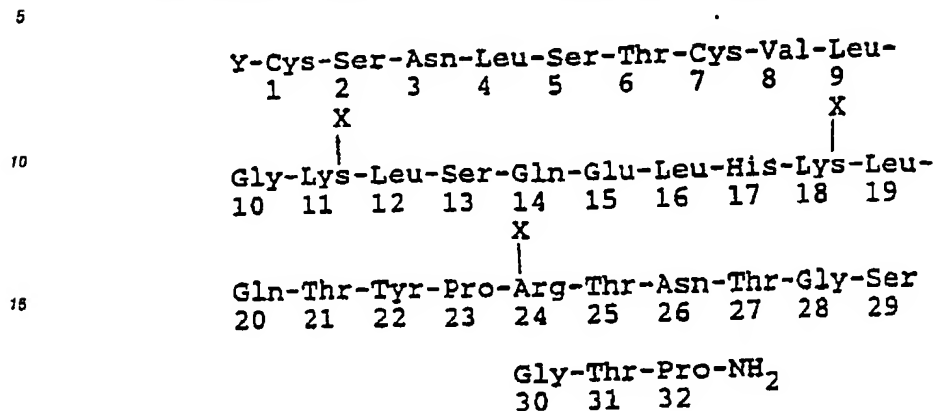 5
Y-Cys-Ser-Asn-Leu-Ser-Thr-Cys-Val-Leu-
1 2 3 4 5 6 7 8 9
X X
10
Gly-Lys-Leu-Ser-Gln-Glu-Leu-His-Lys-Leu-
10 11 12 13 14 15 16 17 18 19
X
Gln-Thr-Tyr-Pro-Arg-Thr-Asn-Thr-Gly-Ser
15
20 21 22 23 24 25 26 27 28 29
Gly-Thr-Pro-NH₂
30 31 32